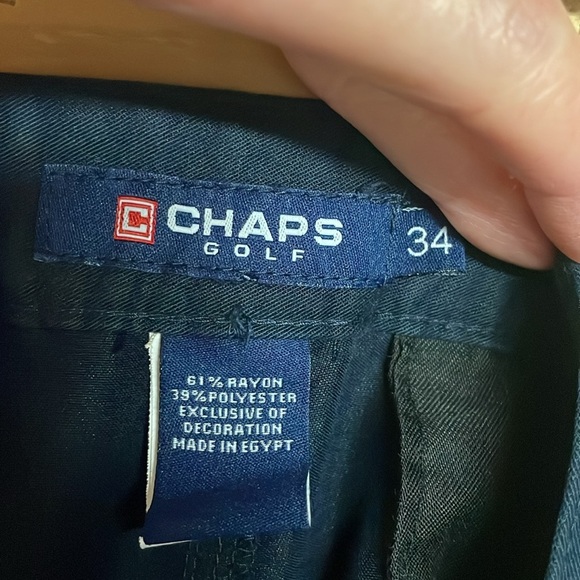 C CHAPS
GOLF
34
61% RAYON
39% POLYESTER
EXCLUSIVE OF
DECORATION
MADE IN EGYPT